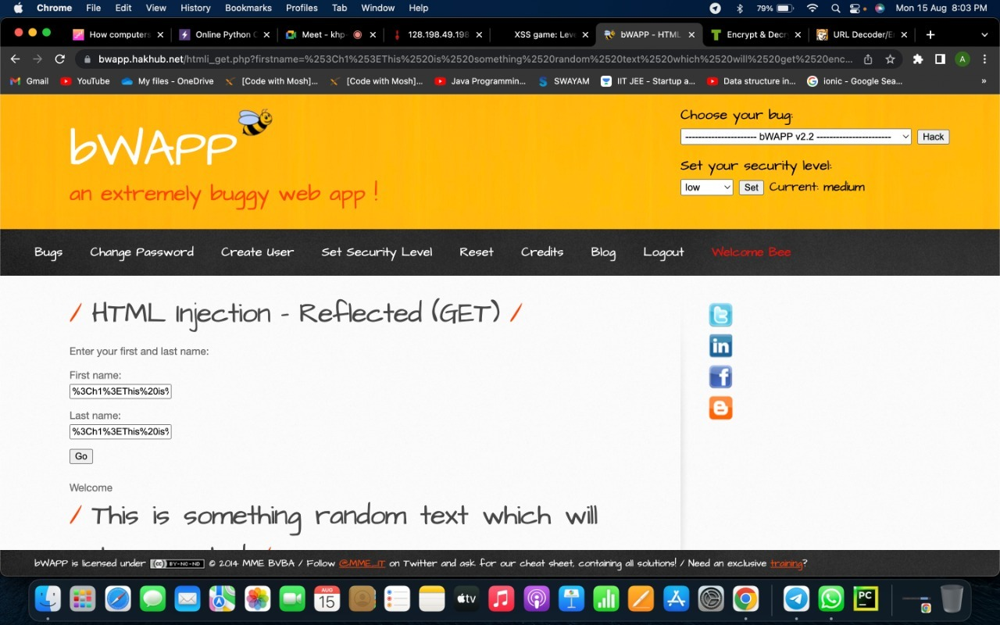 Chrome File Edit View History Bookmarks Profiles Tab Window Help 79% Mon 15 Aug 8:03 PM
How computers Online Python C Meet - khp- 128.198.49.198 XSS game: Leve bWAPP - HTML Encrypt & Decr URL Decoder/E
bwapp.hakhub.net/htmli_get.php?firstname=%253Ch1%253EThis%2520is%2520something%2520random%2520text%2520which%2520will%2520get%2520enc... A
Gmail YouTube My files - OneDrive [Code with Mosh]... [Code with Mosh]... Java Programmin... SWAYAM IIT JEE - Startup a... Data structure in... ionic - Google Sea... »
bWAPP
an extremely buggy web app !
Choose your bug:
---------------------- bWAPP v2.2 ----------------------- Hack
Set your security level:
low Set Current: medium
Bugs Change Password Create User Set Security Level Reset Credits Blog Logout Welcome Bee
/ HTML Injection - Reflected (GET) /
Enter your first and last name:
First name:
%3Ch1%3EThis%20is%
Last name:
%3Ch1%3EThis%20is%
Go
Welcome
/ This is something random text which will
bWAPP is licensed under (cc) BY-NC-ND © 2014 MME BVBA / Follow @MME_IT on Twitter and ask for our cheat sheet, containing all solutions! / Need an exclusive training?
AUG
15
tv
PC